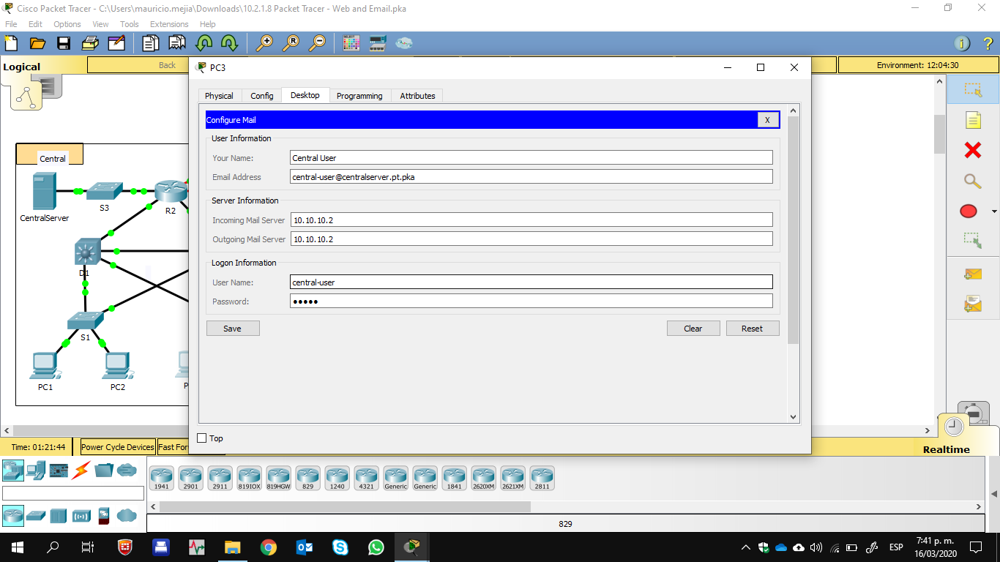 Cisco Packet Tracer - C:\Users\mauricio.mejia\Downloads\10.2.1.8 Packet Tracer - Web and Email.pka
File Edit Options View Tools Extensions Help
Logical
Back
Environment: 12:04:30
PC3
Physical Config Desktop Programming Attributes
Configure Mail
X
User Information
Your Name: Central User
Email Address central-user@centralserver.pt.pka
Server Information
Incoming Mail Server 10.10.10.2
Outgoing Mail Server 10.10.10.2
Logon Information
User Name: central-user
Password: ●●●●●
Save Clear Reset
Top
Central
CentralServer
S3
R2
D1
S1
PC1
PC2
P
Time: 01:21:44 Power Cycle Devices Fast For
Realtime
1941 2901 2911 819IOX 819HGW 829 1240 4321 Generic Generic 1841 2620XM 2621XM 2811
829
ESP
7:41 p. m.
16/03/2020